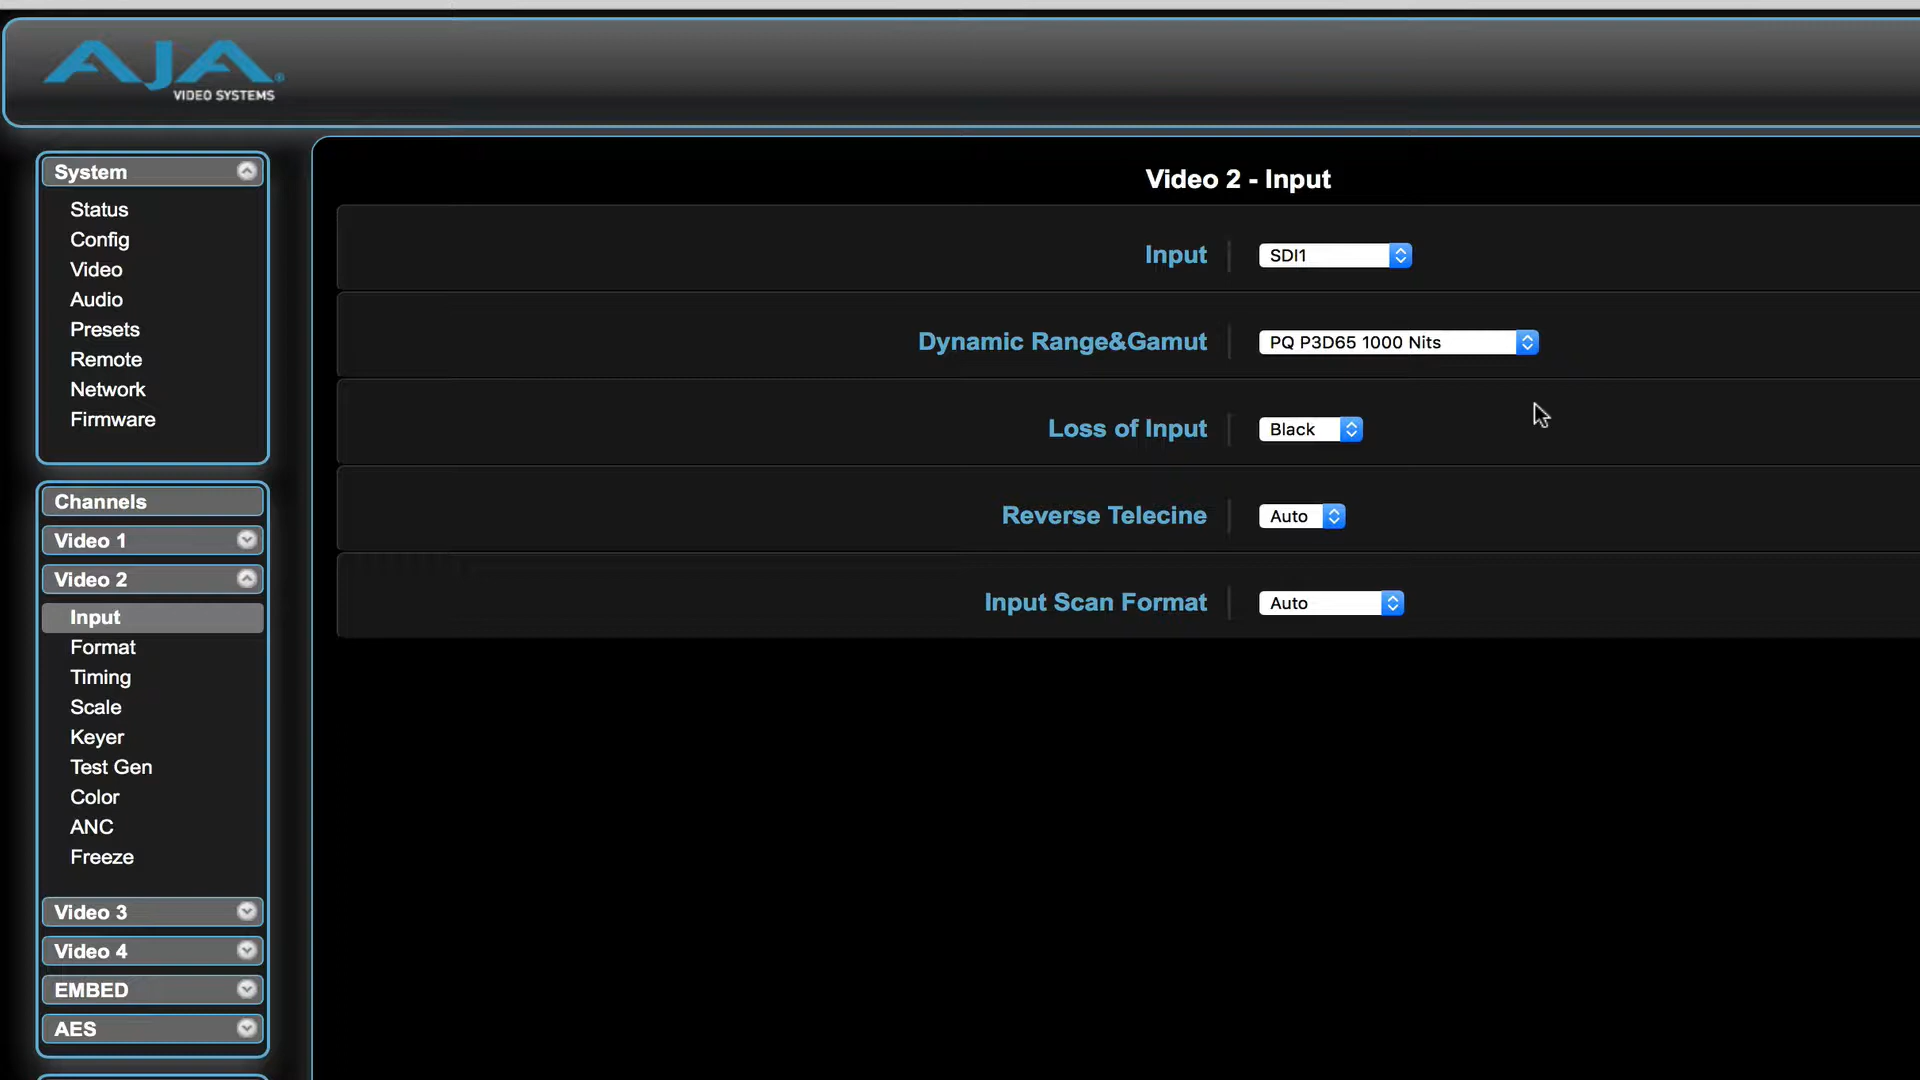 AJA®
VIDEO SYSTEMS
System
Status
Config
Video
Audio
Presets
Remote
Network
Firmware
Channels
Video 1
Video 2
Input
Format
Timing
Scale
Keyer
Test Gen
Color
ANC
Freeze
Video 3
Video 4
EMBED
AES
Video 2 - Input
Input SDI1
Dynamic Range&Gamut PQ P3D65 1000 Nits
Loss of Input Black
Reverse Telecine Auto
Input Scan Format Auto